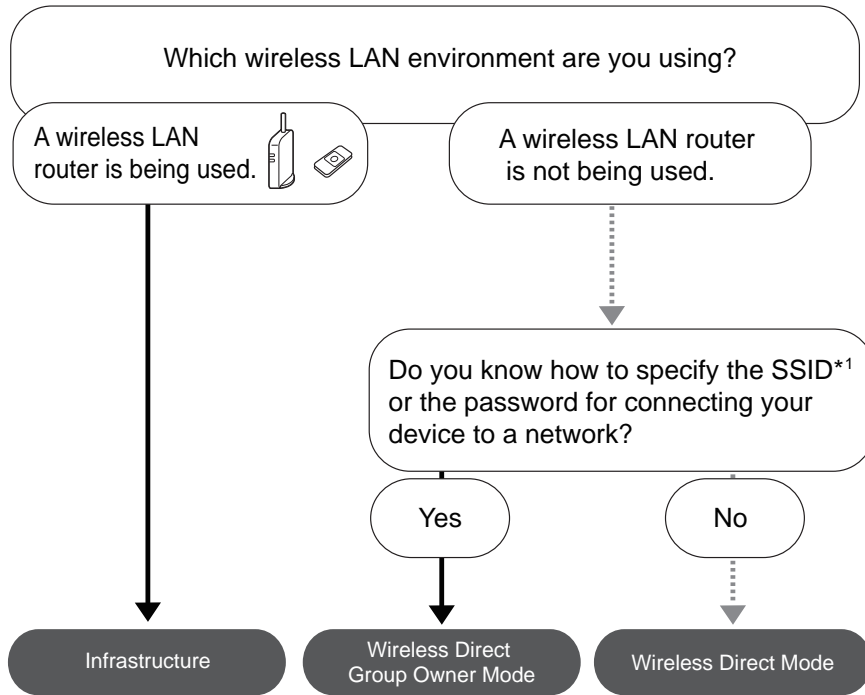 Which wireless LAN environment are you using?
A wireless LAN
router is being used.
A wireless LAN router
is not being used.
Do you know how to specify the SSID*1
or the password for connecting your
device to a network?
Yes
No
Infrastructure
Wireless Direct
Group Owner Mode
Wireless Direct Mode